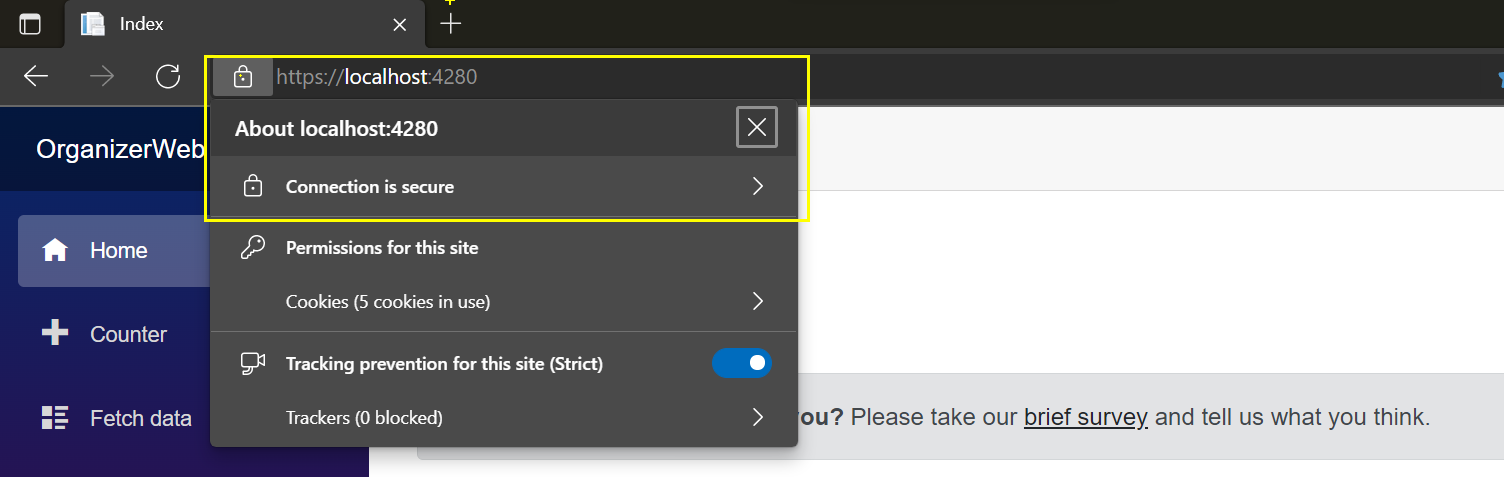 Index
https://localhost:4280
About localhost:4280
OrganizerWeb
Connection is secure
Home
Permissions for this site
Cookies (5 cookies in use)
Counter
Tracking prevention for this site (Strict)
Fetch data
Trackers (0 blocked)
you? Please take our brief survey and tell us what you think.